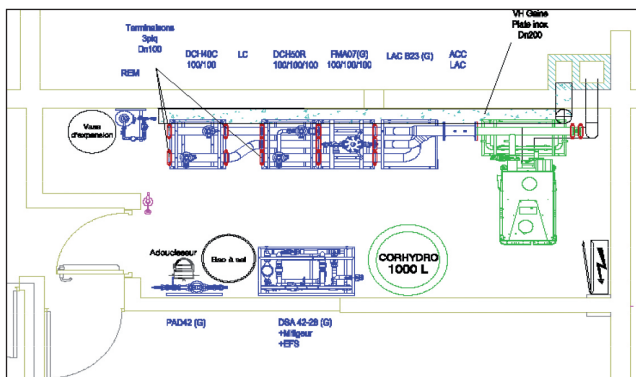 Terminaisons
3piq
Dn100
REM
DCH40C
100/100
LC
DCH50R
100/100/100
FMA07(G)
100/100/100
LAC B23 (G)
ACC
LAC
VH Gaine
Plate inox
Dn200
Vase
d'expansion
Adoucisseur
Bac à sel
CORHYDRO
1000 L
PAD42 (G)
DSA 42-28 (G)
+Mitigeur
+EFS